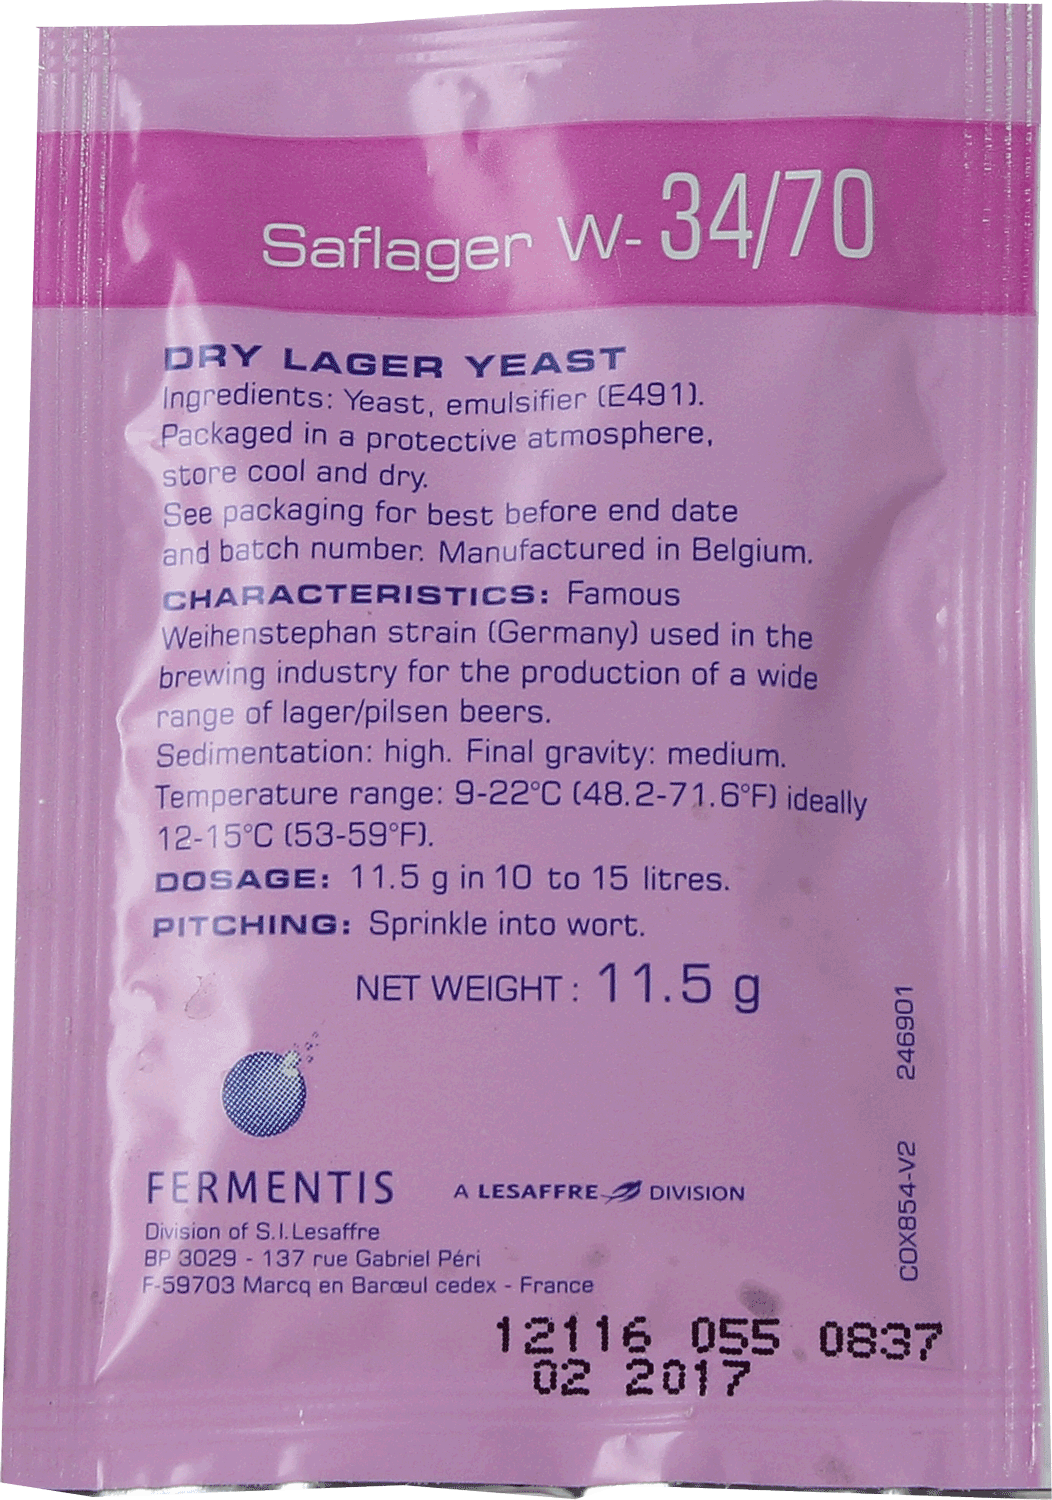 Saflager W- 34/70
DRY LAGER YEAST
Ingredients: Yeast, emulsifier (E491).
Packaged in a protective atmosphere,
store cool and dry.
See packaging for best before end date
and batch number. Manufactured in Belgium.
CHARACTERISTICS: Famous
Weihenstephan strain (Germany) used in the
brewing industry for the production of a wide
range of lager/pilsen beers.
Sedimentation: high. Final gravity: medium.
Temperature range: 9-22°C (48.2-71.6°F) ideally
12-15°C (53-59°F).
DOSAGE: 11.5 g in 10 to 15 litres.
PITCHING: Sprinkle into wort.
NET WEIGHT : 11.5 g
COX854-V2 246901
FERMENTIS
A LESAFFRE DIVISION
Division of S.I.Lesaffre
BP 3029 - 137 rue Gabriel Péri
F-59703 Marcq en Barœul cedex - France
12116 055 0837
02 2017